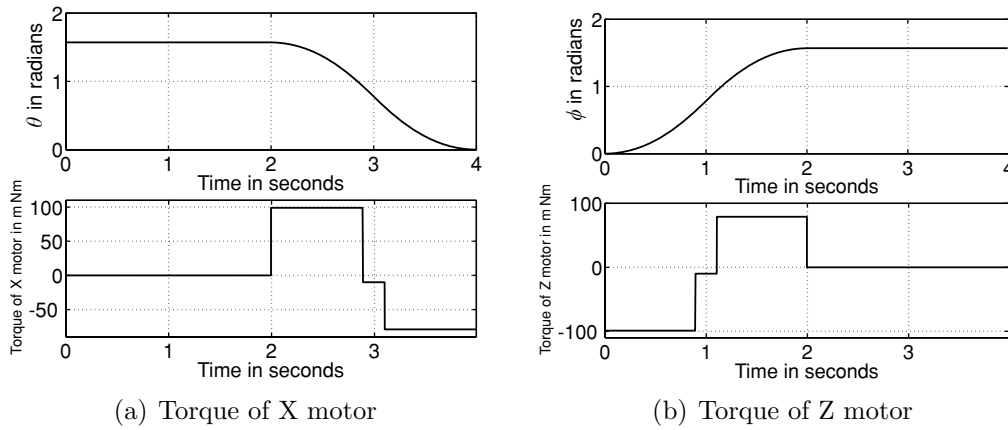 2
1
0
0 1 2 3 4
θ in radians
Time in seconds
100
50
0
-50
0 1 2 3
Torque of X motor in m Nm
Time in seconds
(a) Torque of X motor
2
1
0
0 1 2 3 4
ϕ in radians
Time in seconds
100
0
-100
0 1 2 3 4
Torque of Z motor in m Nm
Time in seconds
(b) Torque of Z motor